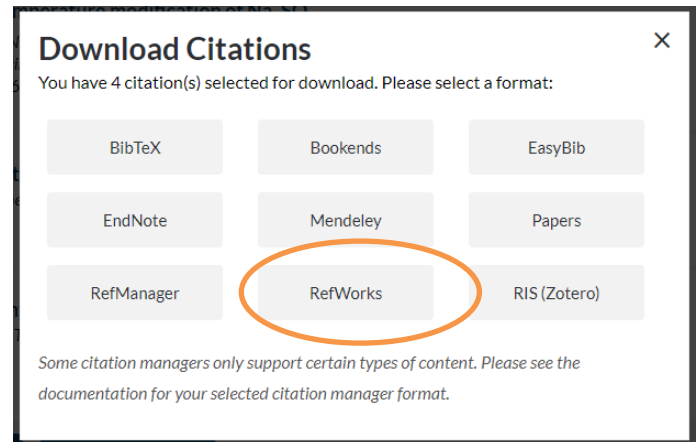 Download Citations
You have 4 citation(s) selected for download. Please select a format:
BibTeX Bookends EasyBib
EndNote Mendeley Papers
RefManager RefWorks RIS (Zotero)
Some citation managers only support certain types of content. Please see the
documentation for your selected citation manager format.